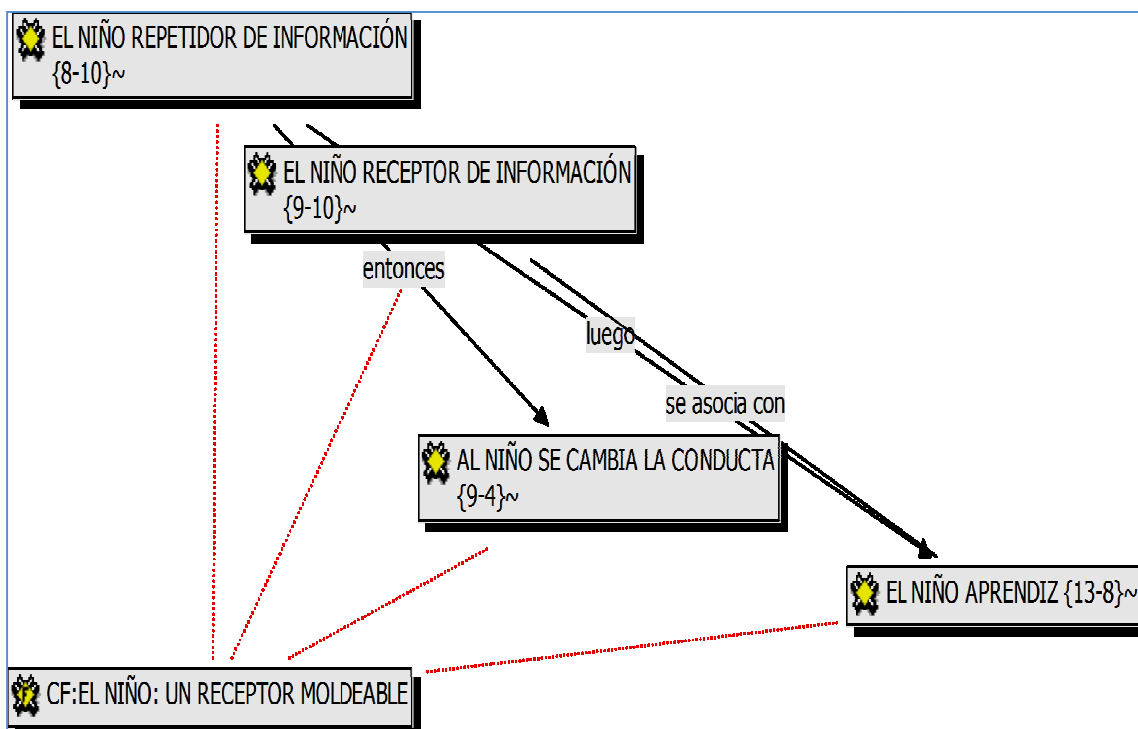 EL NIÑO REPETIDOR DE INFORMACIÓN
{8-10}~
EL NIÑO RECEPTOR DE INFORMACIÓN
{9-10}~
entonces
luego
se asocia con
AL NIÑO SE CAMBIA LA CONDUCTA
{9-4}~
EL NIÑO APRENDIZ {13-8}~
CF:EL NIÑO: UN RECEPTOR MOLDEABLE